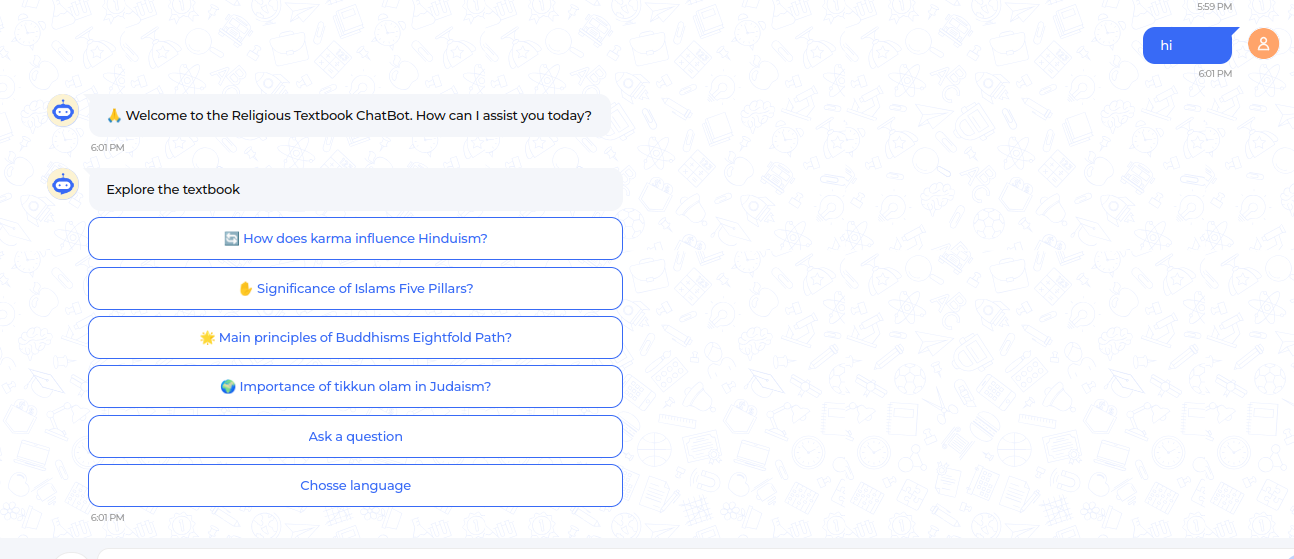 5:59 PM
hi
6:01 PM
🙏 Welcome to the Religious Textbook ChatBot. How can I assist you today?
6:01 PM
Explore the textbook
🔄 How does karma influence Hinduism?
✋ Significance of Islams Five Pillars?
🌟 Main principles of Buddhisms Eightfold Path?
🌍 Importance of tikkun olam in Judaism?
Ask a question
Chosse language
6:01 PM